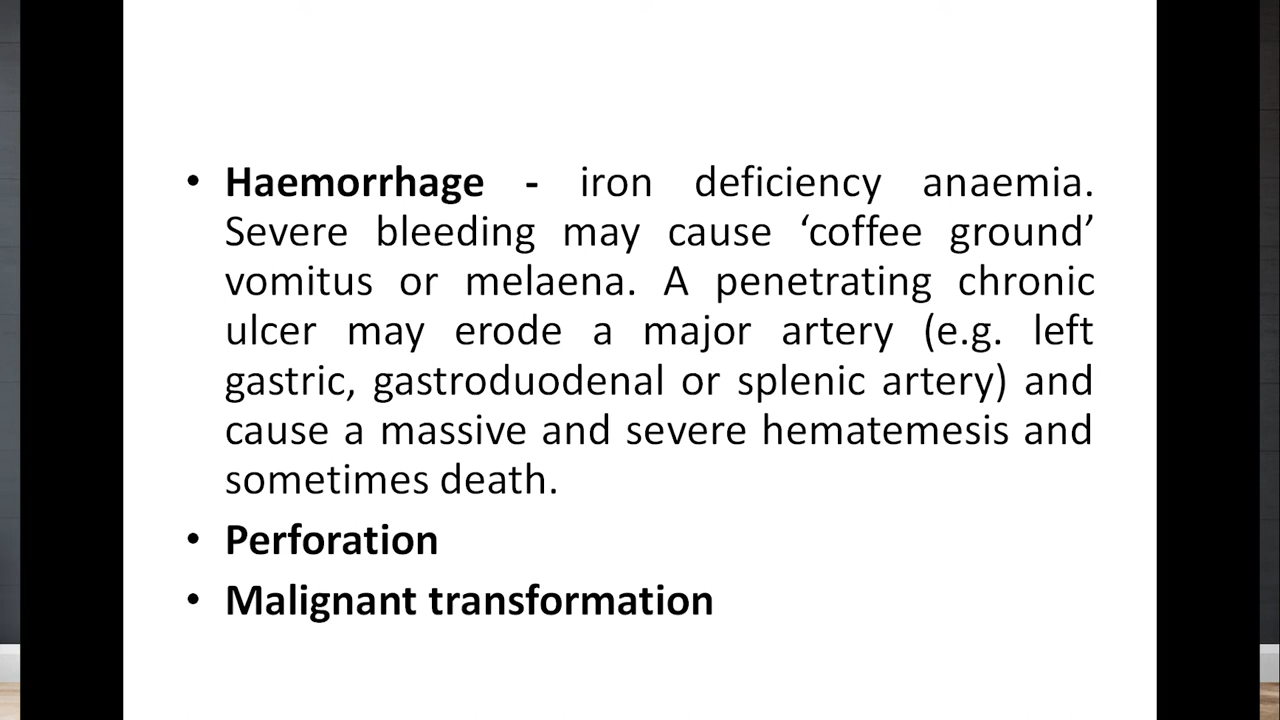 • Haemorrhage - iron deficiency anaemia.
Severe bleeding may cause ‘coffee ground’
vomitus or melaena. A penetrating chronic
ulcer may erode a major artery (e.g. left
gastric, gastroduodenal or splenic artery) and
cause a massive and severe hematemesis and
sometimes death.
• Perforation
• Malignant transformation